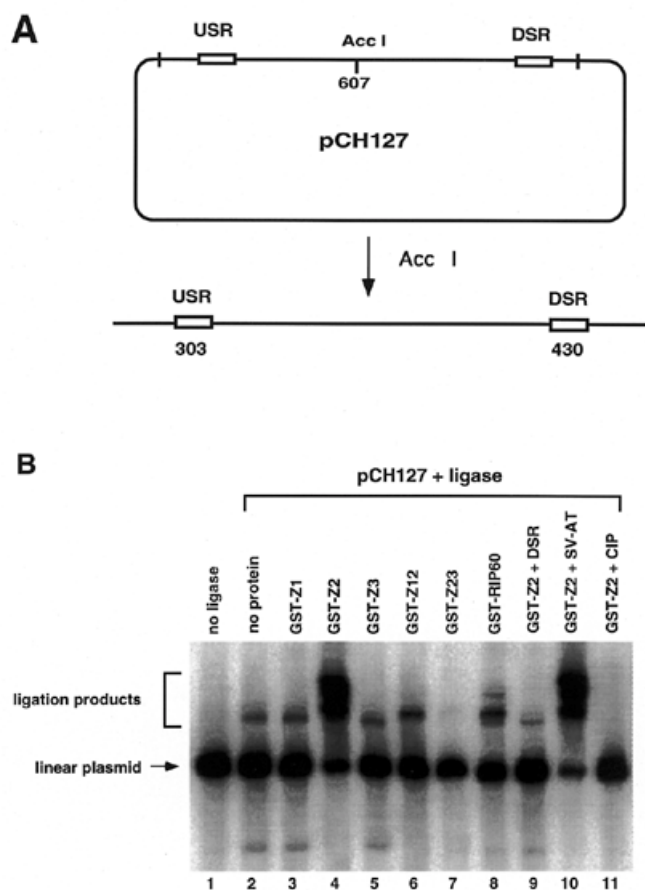 A
USR
Acc I
DSR
607
pCH127
Acc I
USR
DSR
303
430
B
pCH127 + ligase
no ligase
no protein
GST-Z1
GST-Z2
GST-Z3
GST-Z12
GST-Z23
GST-RIP60
GST-Z2 + DSR
GST-Z2 + SV-AT
GST-Z2 + CIP
ligation products
linear plasmid
1 2 3 4 5 6 7 8 9 10 11